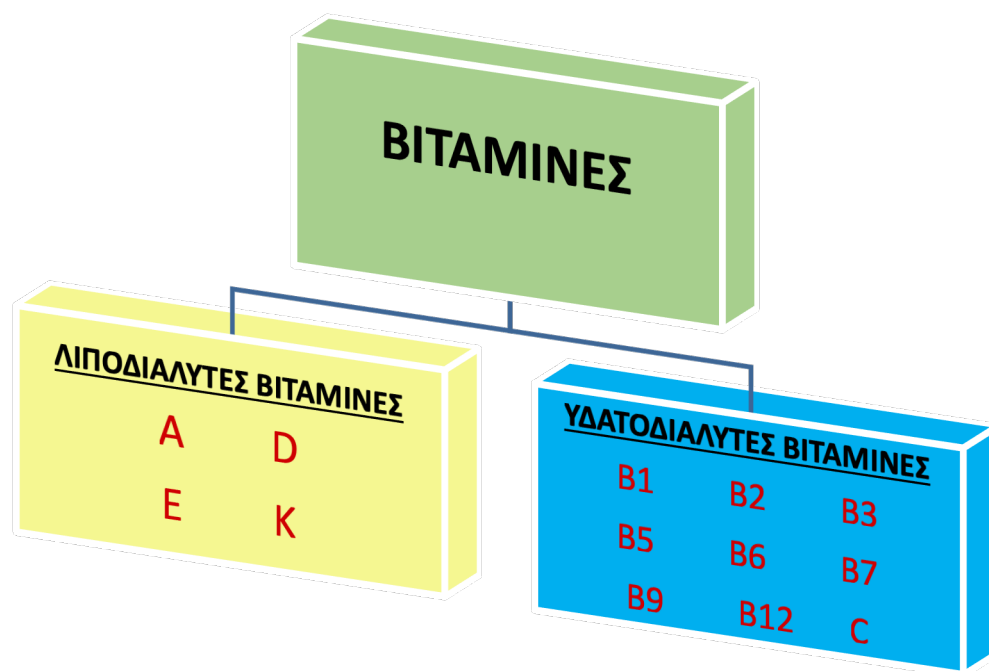 ΒΙΤΑΜΙΝΕΣ
ΛΙΠΟΔΙΑΛΥΤΕΣ ΒΙΤΑΜΙΝΕΣ
A D
E K
ΥΔΑΤΟΔΙΑΛΥΤΕΣ ΒΙΤΑΜΙΝΕΣ
B1 B2 B3
B5 B6 B7
B9 B12 C